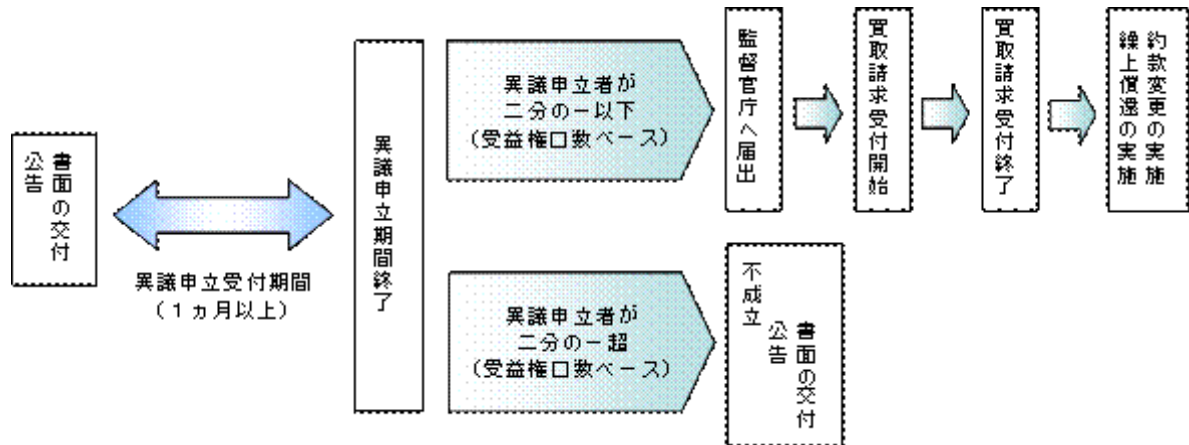 書面の交付
公告
異議申立受付期間
（１ヵ月以上）
異議申立期間終了
異議申立者が
二分の一以下
（受益権口数ベース）
監督官庁へ届出
買取請求受付開始
買取請求受付終了
約款変更の実施
繰上償還の実施
異議申立者が
二分の一超
（受益権口数ベース）
不成立
書面の交付
公告